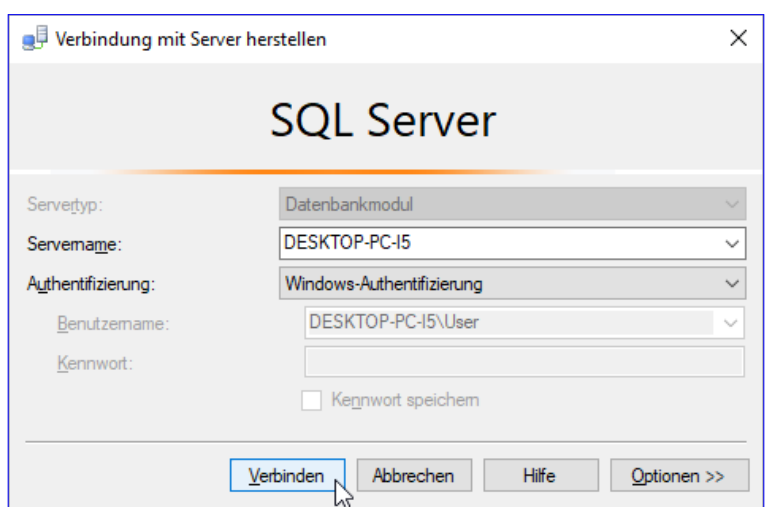 Verbindung mit Server herstellen
SQL Server
Servertyp: Datenbankmodul
Servername: DESKTOP-PC-I5
Authentifizierung: Windows-Authentifizierung
Benutzername: DESKTOP-PC-I5\User
Kennwort:
Kennwort speichern
Verbinden Abbrechen Hilfe Optionen >>